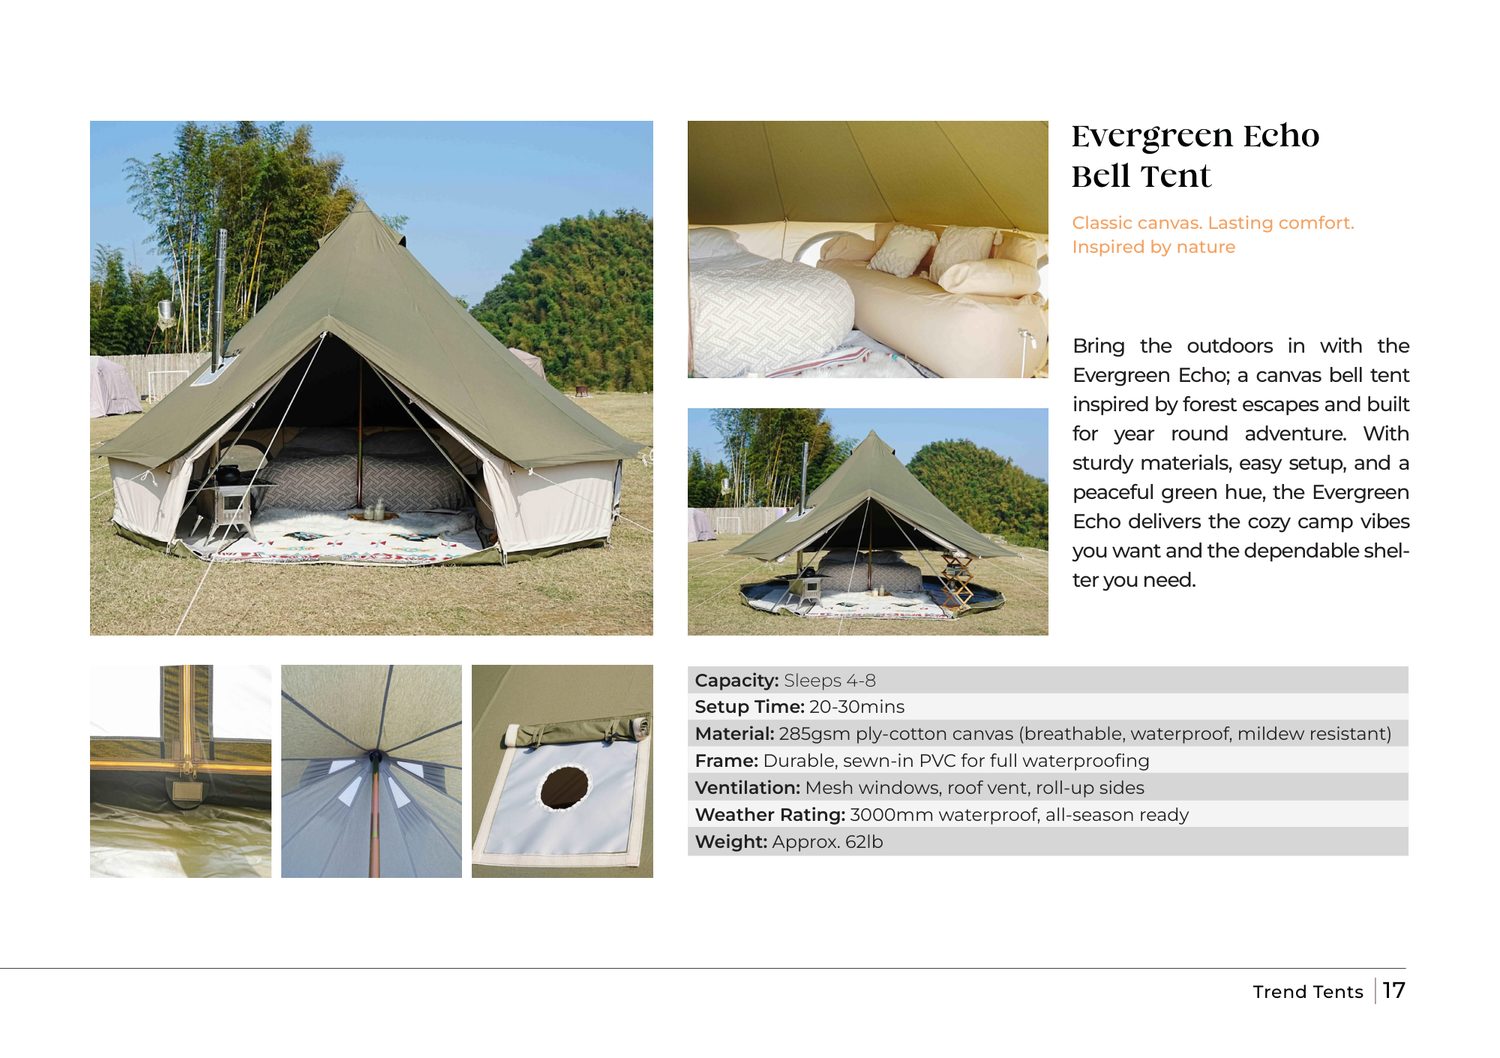 Evergreen Echo
Bell Tent
Classic canvas. Lasting comfort.
Inspired by nature
Bring the outdoors in with the
Evergreen Echo; a canvas bell tent
inspired by forest escapes and built
for year round adventure. With
sturdy materials, easy setup, and a
peaceful green hue, the Evergreen
Echo delivers the cozy camp vibes
you want and the dependable shel-
ter you need.
Capacity: Sleeps 4-8
Setup Time: 20-30mins
Material: 285gsm ply-cotton canvas (breathable, waterproof, mildew resistant)
Frame: Durable, sewn-in PVC for full waterproofing
Ventilation: Mesh windows, roof vent, roll-up sides
Weather Rating: 3000mm waterproof, all-season ready
Weight: Approx. 62lb
Trend Tents 17